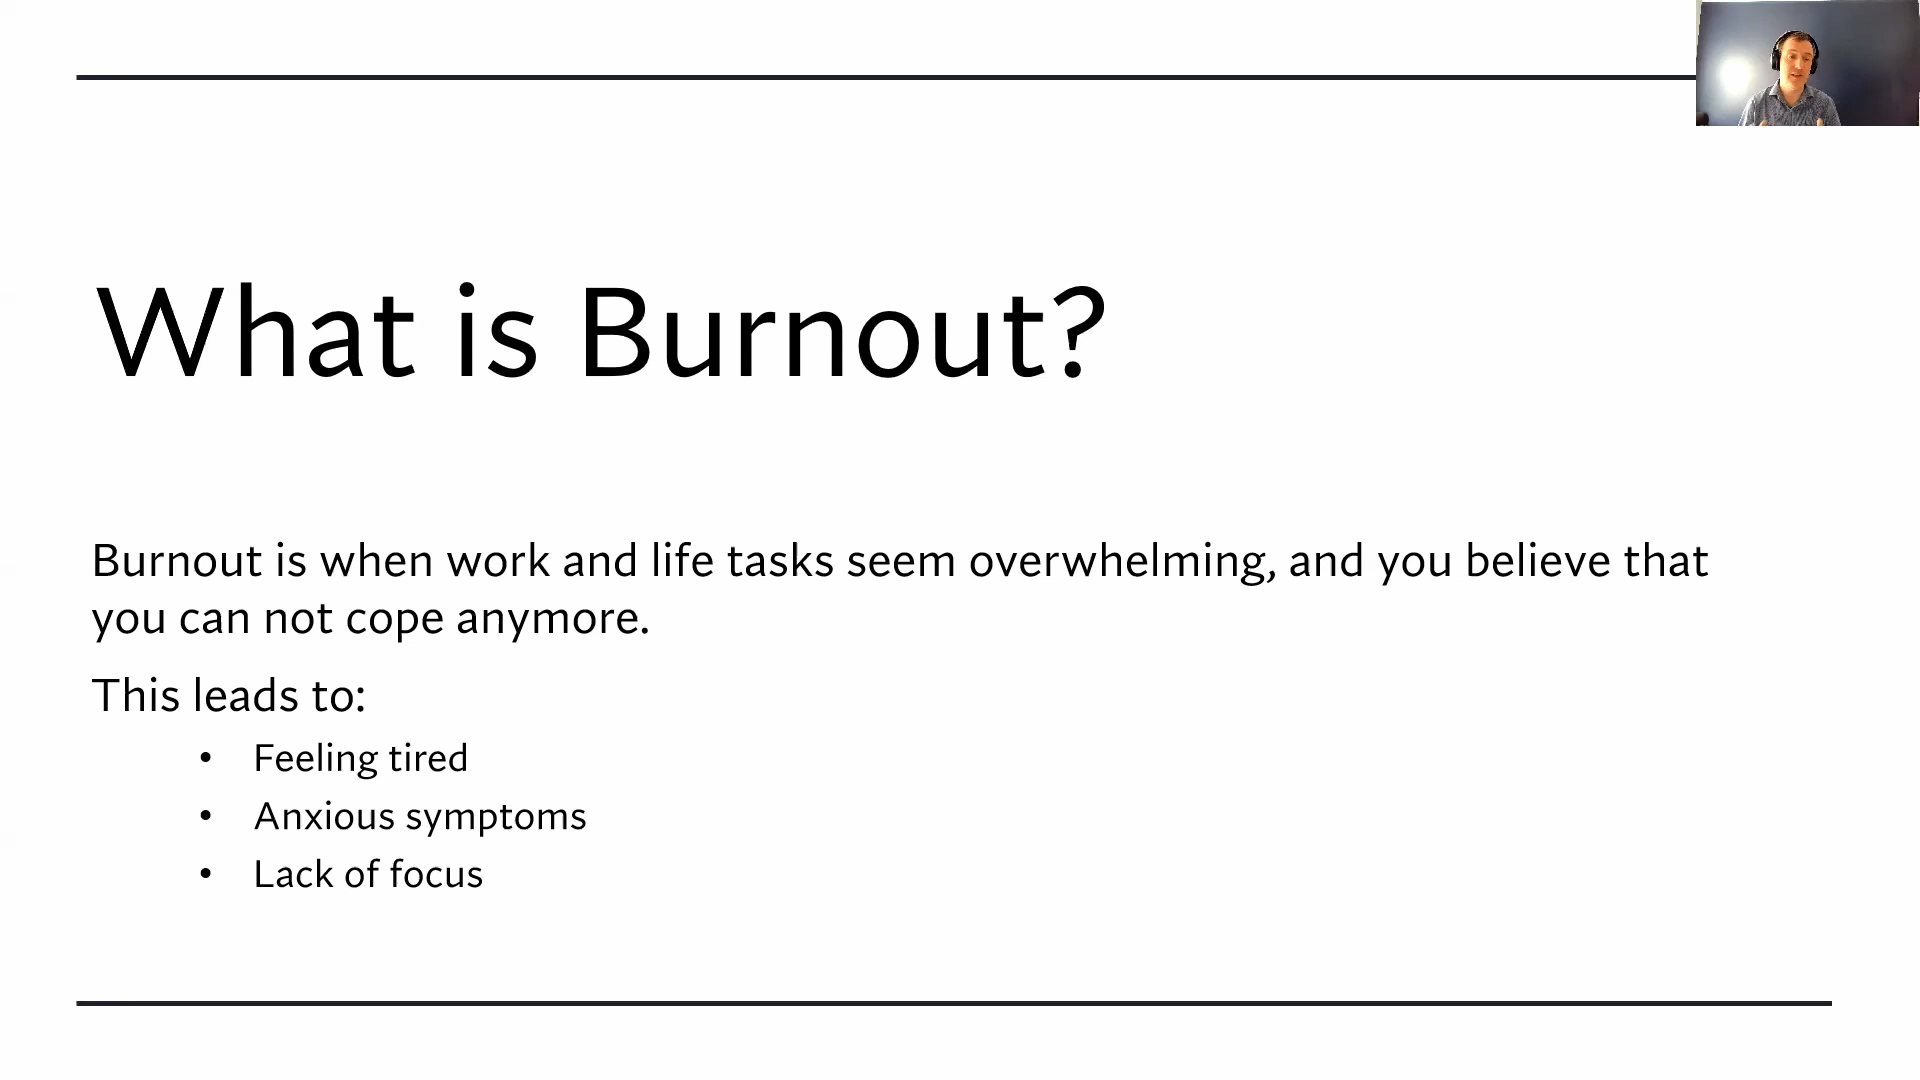 What is Burnout?
Burnout is when work and life tasks seem overwhelming, and you believe that
you can not cope anymore.
This leads to:
• Feeling tired
• Anxious symptoms
• Lack of focus